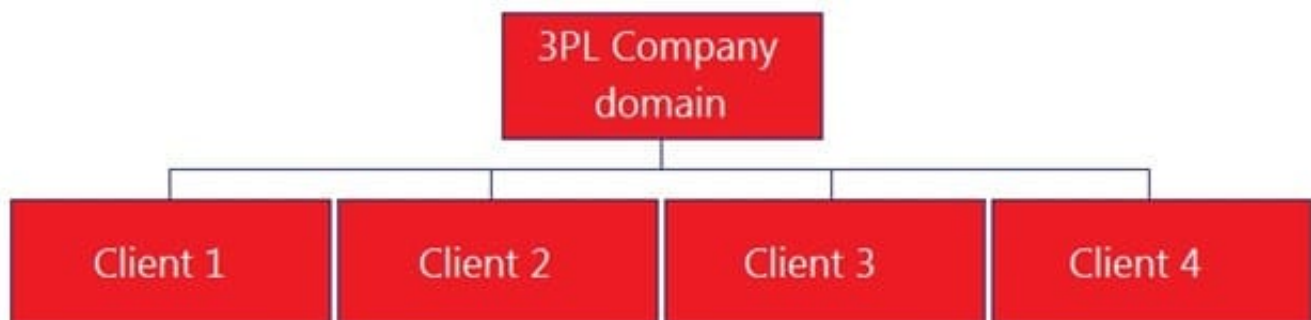 3PL Company
domain
Client 1
Client 2
Client 3
Client 4